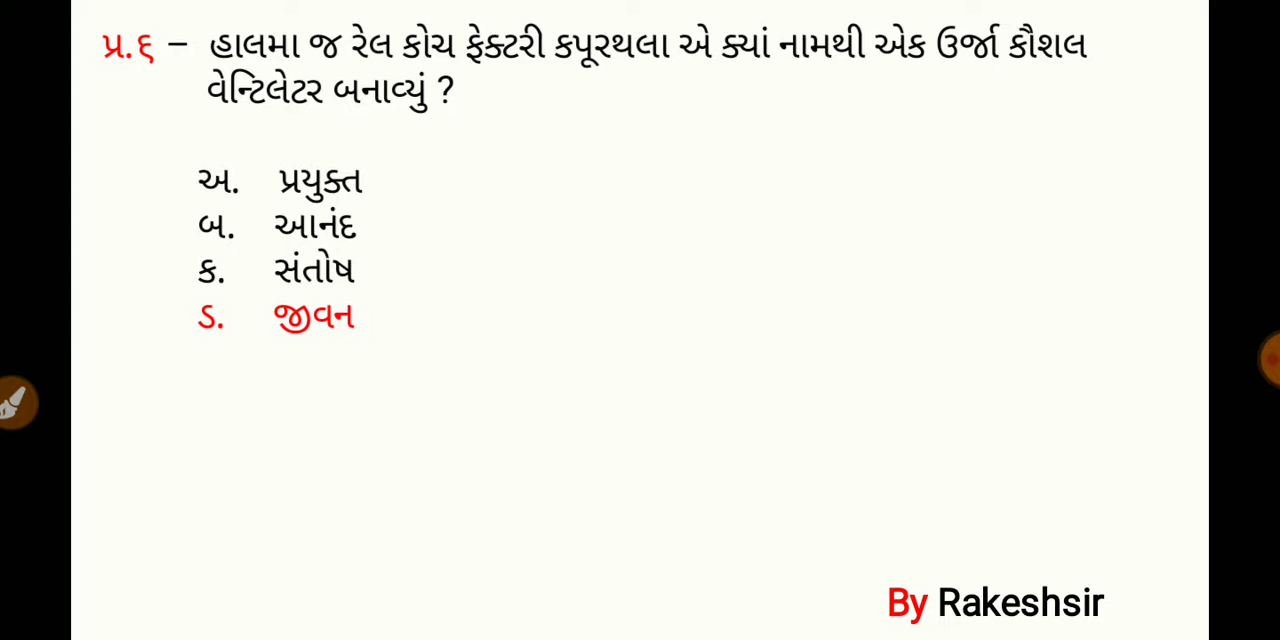 પ્ર.૬ – હાલમા જ રેલ કોચ ફેક્ટરી કપૂરથલા એ ક્યાં નામથી એક ઉર્જા કૌશલ
વેન્ટિલેટર બનાવ્યું ?
અ. પ્રયુક્ત
બ. આનંદ
ક. સંતોષ
ડ. જીવન
By Rakeshsir